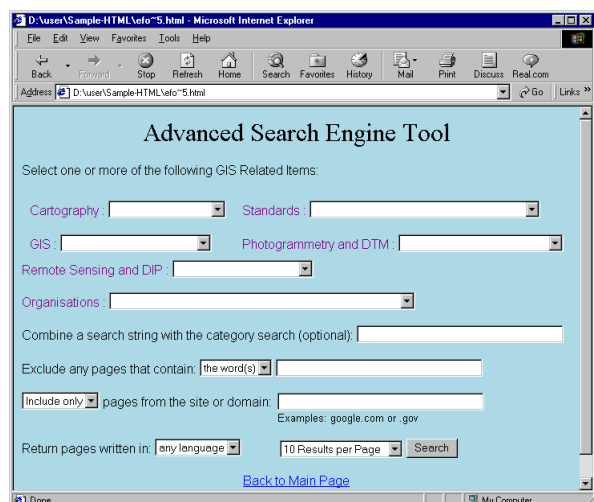 D:\user\Sample-HTML\efo~5.html - Microsoft Internet Explorer
File Edit View Favorites Tools Help
Back Forward Stop Refresh Home Search Favorites History Mail Print Discuss Real.com
Address D:\user\Sample-HTML\efo~5.html Go Links »
Advanced Search Engine Tool
Select one or more of the following GIS Related Items:
Cartography : Standards :
GIS : Photogrammetry and DTM :
Remote Sensing and DIP :
Organisations :
Combine a search string with the category search (optional):
Exclude any pages that contain: the word(s)
Include only pages from the site or domain:
Examples: google.com or .gov
Return pages written in: any language 10 Results per Page Search
Back to Main Page
Done My Computer